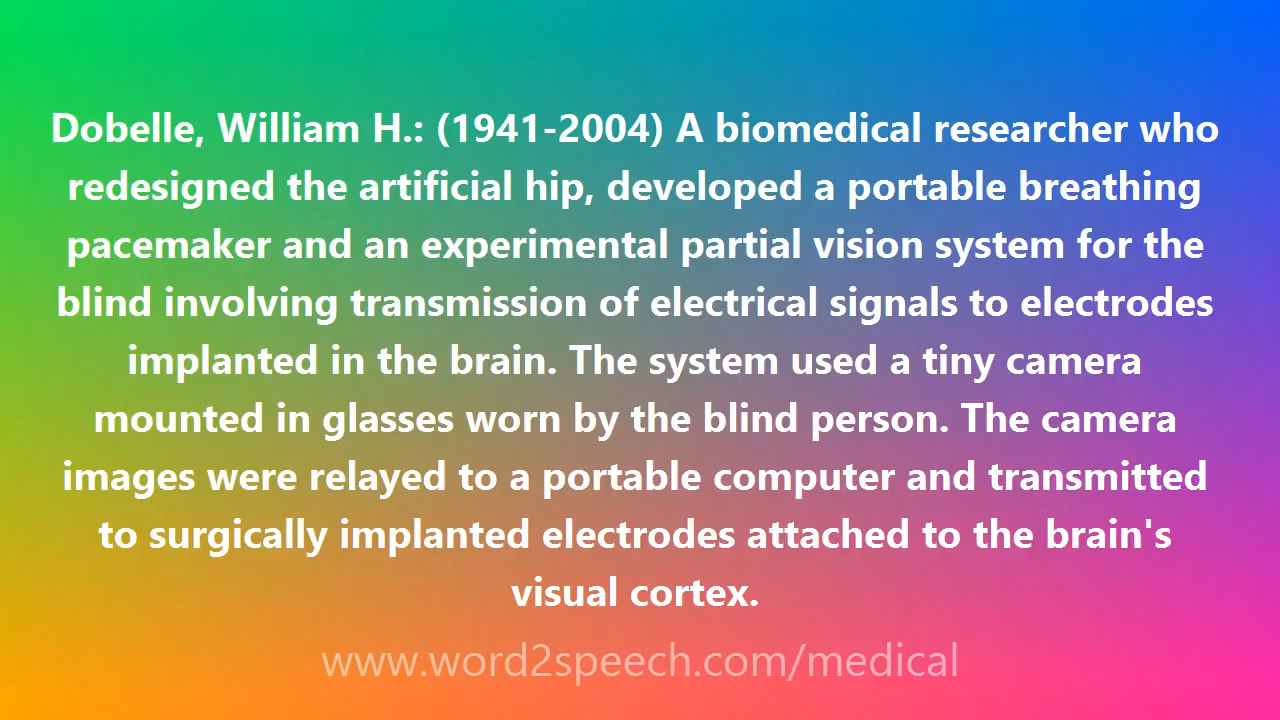 Dobelle, William H.: (1941-2004) A biomedical researcher who
redesigned the artificial hip, developed a portable breathing
pacemaker and an experimental partial vision system for the
blind involving transmission of electrical signals to electrodes
implanted in the brain. The system used a tiny camera
mounted in glasses worn by the blind person. The camera
images were relayed to a portable computer and transmitted
to surgically implanted electrodes attached to the brain's
visual cortex.
www.word2speech.com/medical